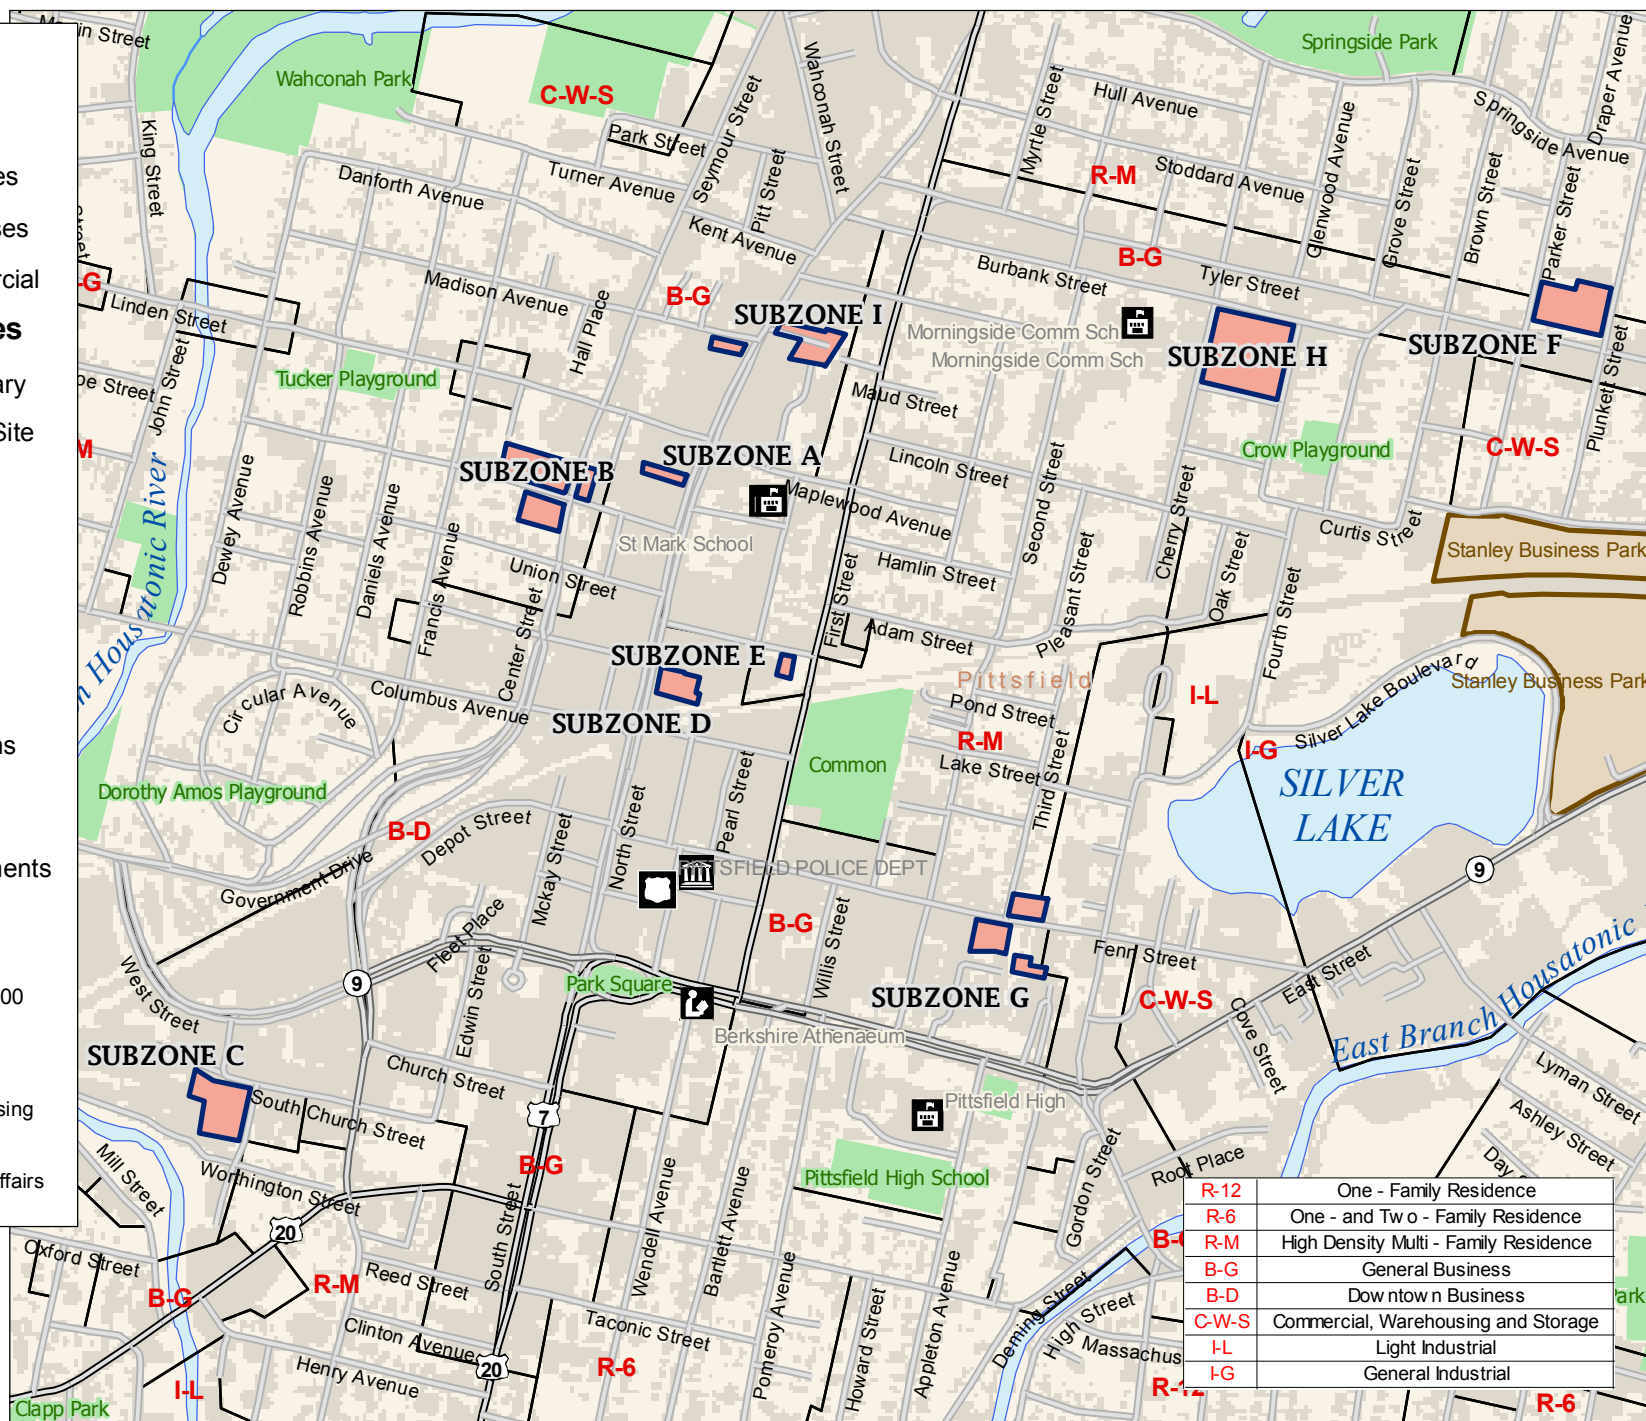 Springside Park
Wahconah Park
C-W-S
Park Street
Seymour Street
Wahconah Street
Pitt Street
Myrtle Street
Hull Avenue
Stoddard Avenue
Glenwood Avenue
Grove Street
Brown Street
Springside Avenue
Draper Avenue
Parker Street
King Street
Danforth Avenue
Turner Avenue
Kent Avenue
R-M
B-G
Tyler Street
Burbank Street
Madison Avenue
B-G
SUBZONE I
Hall Place
Linden Street
-G
Morningside Comm Sch
Morningside Comm Sch
SUBZONE H
SUBZONE F
Plunkett Street
John Street
Tucker Playground
Maud Street
Crow Playground
C-W-S
M
SUBZONE B
SUBZONE A
Lincoln Street
Second Street
Cherry Street
Maplewood Avenue
Curtis Street
St Mark School
Dewey Avenue
Robbins Avenue
Daniels Avenue
Francis Avenue
Union Street
Center Street
Hamlin Street
First Street
Adam Street
Pleasant Street
Oak Street
Fourth Street
Stanley Business Park
Stanley Business Park
SUBZONE E
SUBZONE D
Columbus Avenue
Circular Avenue
Pittsfield
Pond Street
R-M
Lake Street
Third Street
I-L
I-G
Silver Lake Boulevard
SILVER
LAKE
Common
Dorothy Amos Playground
B-D
Depot Street
Government Drive
Mckay Street
North Street
Pearl Street
PITTSFIELD POLICE DEPT
B-G
Willis Street
Fenn Street
9
East Street
C-W-S
Cove Street
East Branch Housatonic
Fleet Place
Edwin Street
9
West Street
Park Square
Berkshire Athenaeum
SUBZONE G
SUBZONE C
Church Street
South Church Street
7
Pittsfield High
Pittsfield High School
Lyman Street
Ashley Street
Mill Street
Worthington Street
20
B-G
South Street
Wendell Avenue
Bartlett Avenue
Gordon Street
Root Place
Oxford Street
B-G
R-M
Reed Street
Clinton Avenue
Henry Avenue
20
Taconic Street
R-6
Pomeroy Avenue
Howard Street
Appleton Avenue
Deming Street
High Street
I-L
Clapp Park
R-12 One - Family Residence
R-6 One - and Two - Family Residence
R-M High Density Multi - Family Residence
B-G General Business
B-D Downtown Business
C-W-S Commercial, Warehousing and Storage
I-L Light Industrial
I-G General Industrial
R-12
R-6